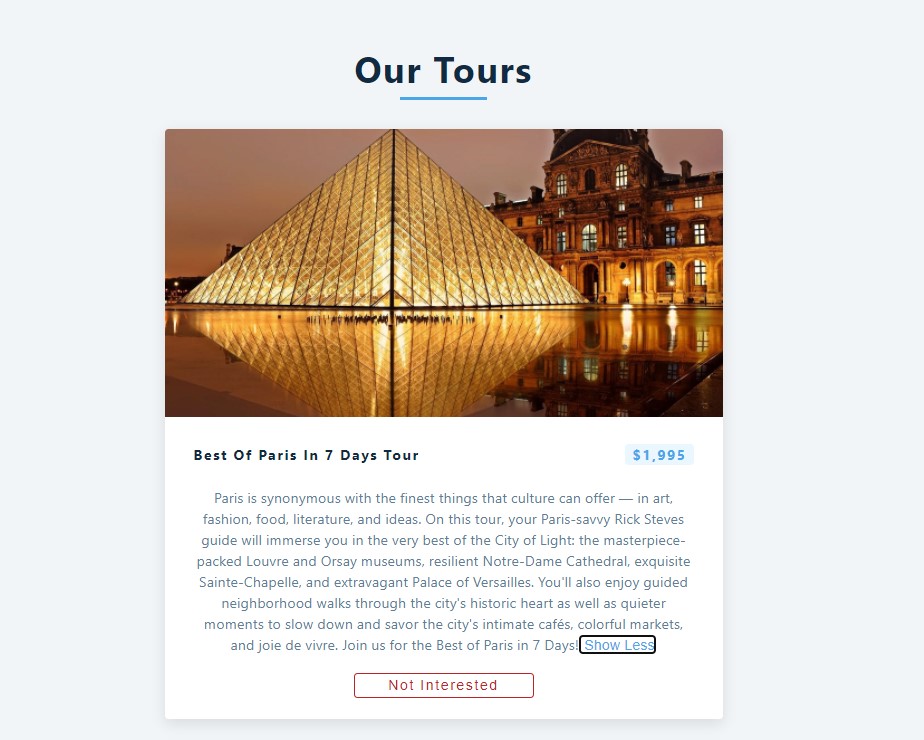 Our Tours
Best Of Paris In 7 Days Tour
$1,995
Paris is synonymous with the finest things that culture can offer — in art,
fashion, food, literature, and ideas. On this tour, your Paris-savvy Rick Steves
guide will immerse you in the very best of the City of Light: the masterpiece-
packed Louvre and Orsay museums, resilient Notre-Dame Cathedral, exquisite
Sainte-Chapelle, and extravagant Palace of Versailles. You'll also enjoy guided
neighborhood walks through the city's historic heart as well as quieter
moments to slow down and savor the city's intimate cafés, colorful markets,
and joie de vivre. Join us for the Best of Paris in 7 Days! Show Less
Not Interested